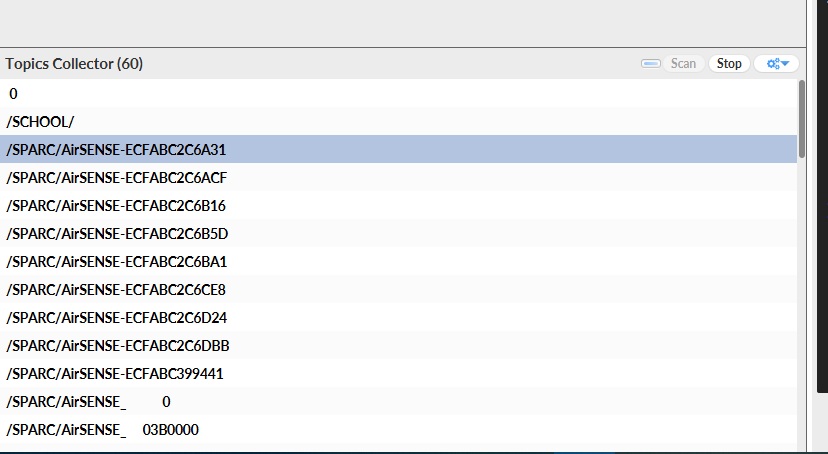 Topics Collector (60) Scan Stop
0
/SCHOOL/
/SPARC/AirSENSE-ECFABC2C6A31
/SPARC/AirSENSE-ECFABC2C6ACF
/SPARC/AirSENSE-ECFABC2C6B16
/SPARC/AirSENSE-ECFABC2C6B5D
/SPARC/AirSENSE-ECFABC2C6BA1
/SPARC/AirSENSE-ECFABC2C6CE8
/SPARC/AirSENSE-ECFABC2C6D24
/SPARC/AirSENSE-ECFABC2C6DBB
/SPARC/AirSENSE-ECFABC399441
/SPARC/AirSENSE_ 0
/SPARC/AirSENSE_ 03B0000